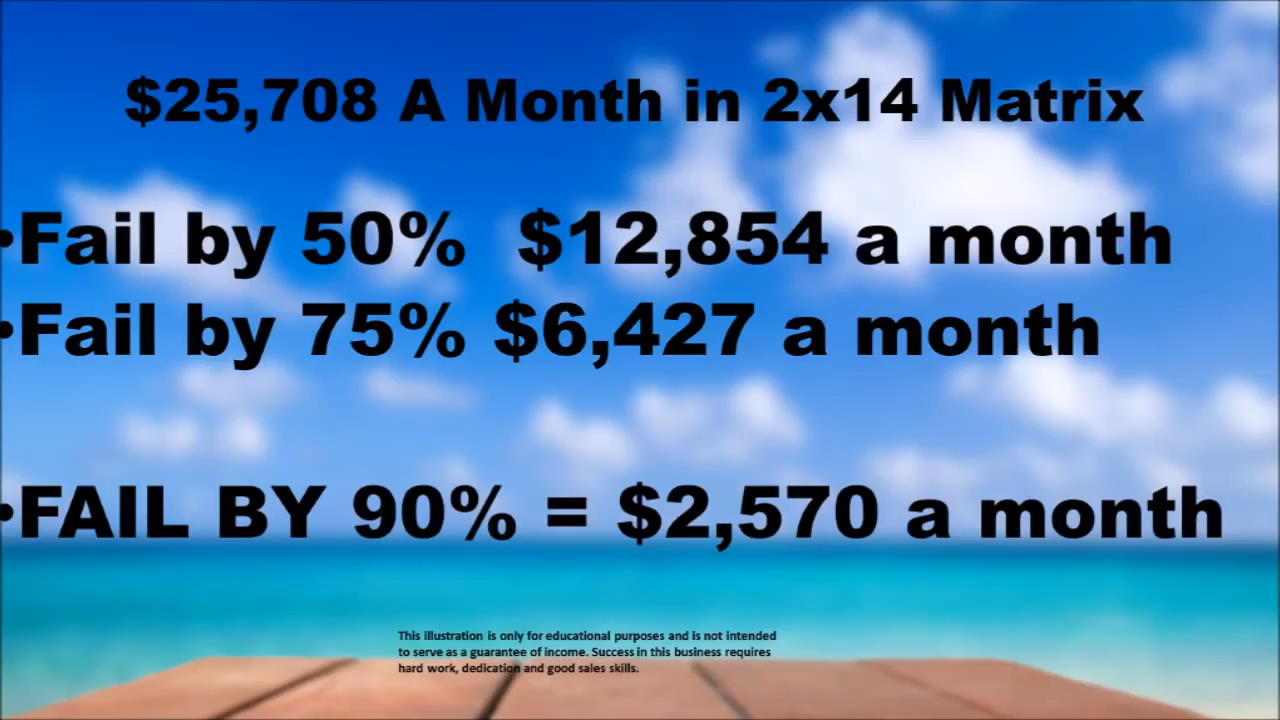 $25,708 A Month in 2x14 Matrix
•Fail by 50%  $12,854 a month
•Fail by 75% $6,427 a month
•FAIL BY 90% = $2,570 a month
This illustration is only for educational purposes and is not intended
to serve as a guarantee of income. Success in this business requires
hard work, dedication and good sales skills.